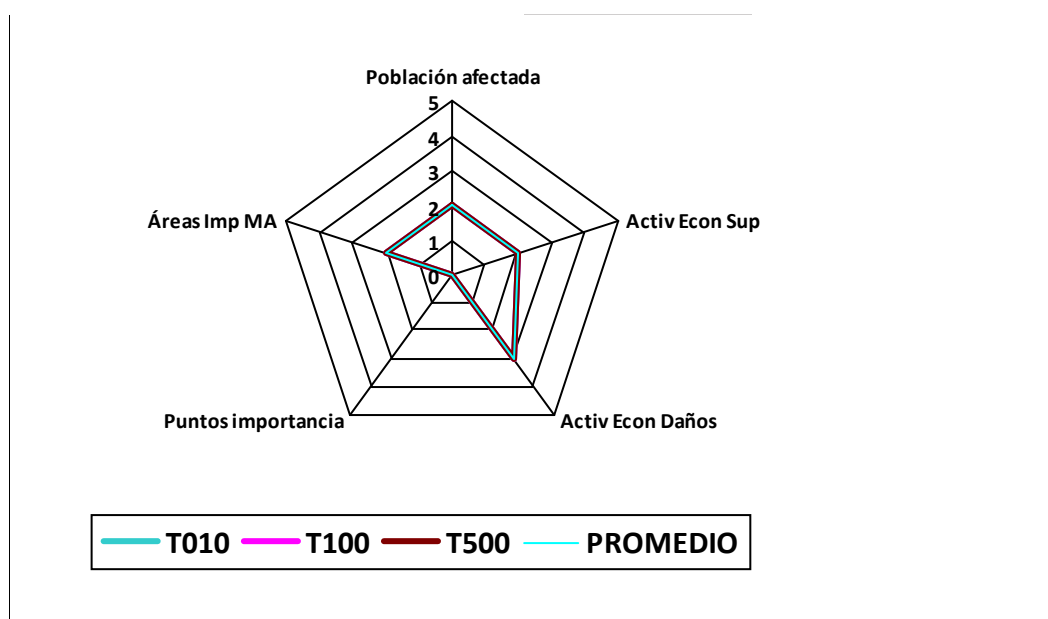 Población afectada
5
4
3
2
1
0
Áreas Imp MA
Activ Econ Sup
Puntos importancia
Activ Econ Daños
T010 T100 T500 PROMEDIO